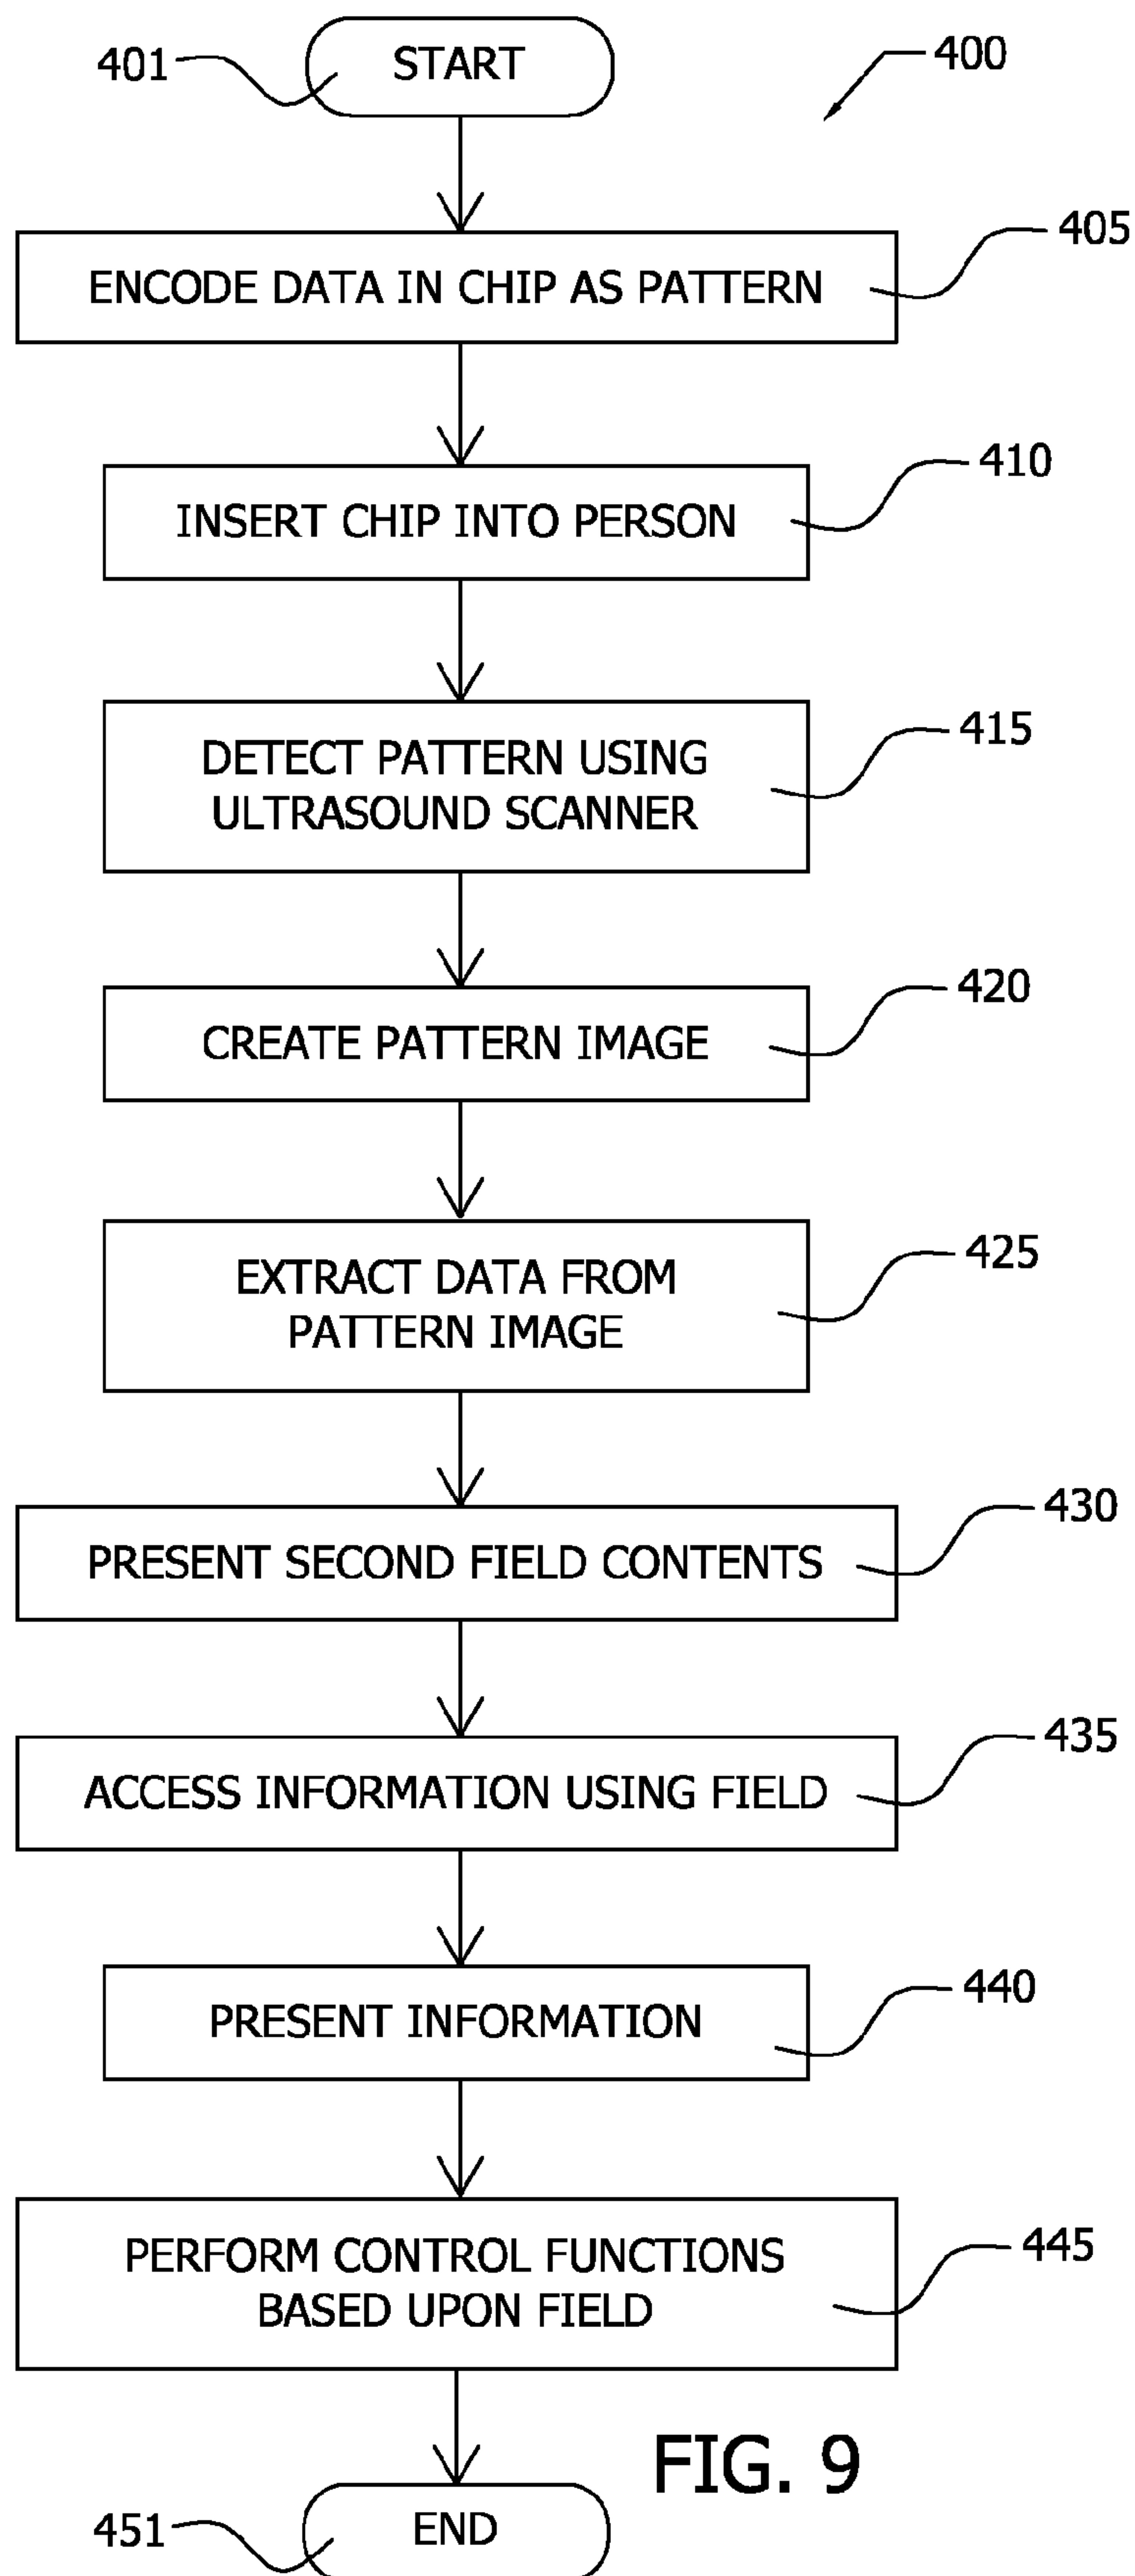 401
START
400
ENCODE DATA IN CHIP AS PATTERN
405
INSERT CHIP INTO PERSON
410
DETECT PATTERN USING
ULTRASOUND SCANNER
415
CREATE PATTERN IMAGE
420
EXTRACT DATA FROM
PATTERN IMAGE
425
PRESENT SECOND FIELD CONTENTS
430
ACCESS INFORMATION USING FIELD
435
PRESENT INFORMATION
440
PERFORM CONTROL FUNCTIONS
BASED UPON FIELD
445
FIG. 9
451
END